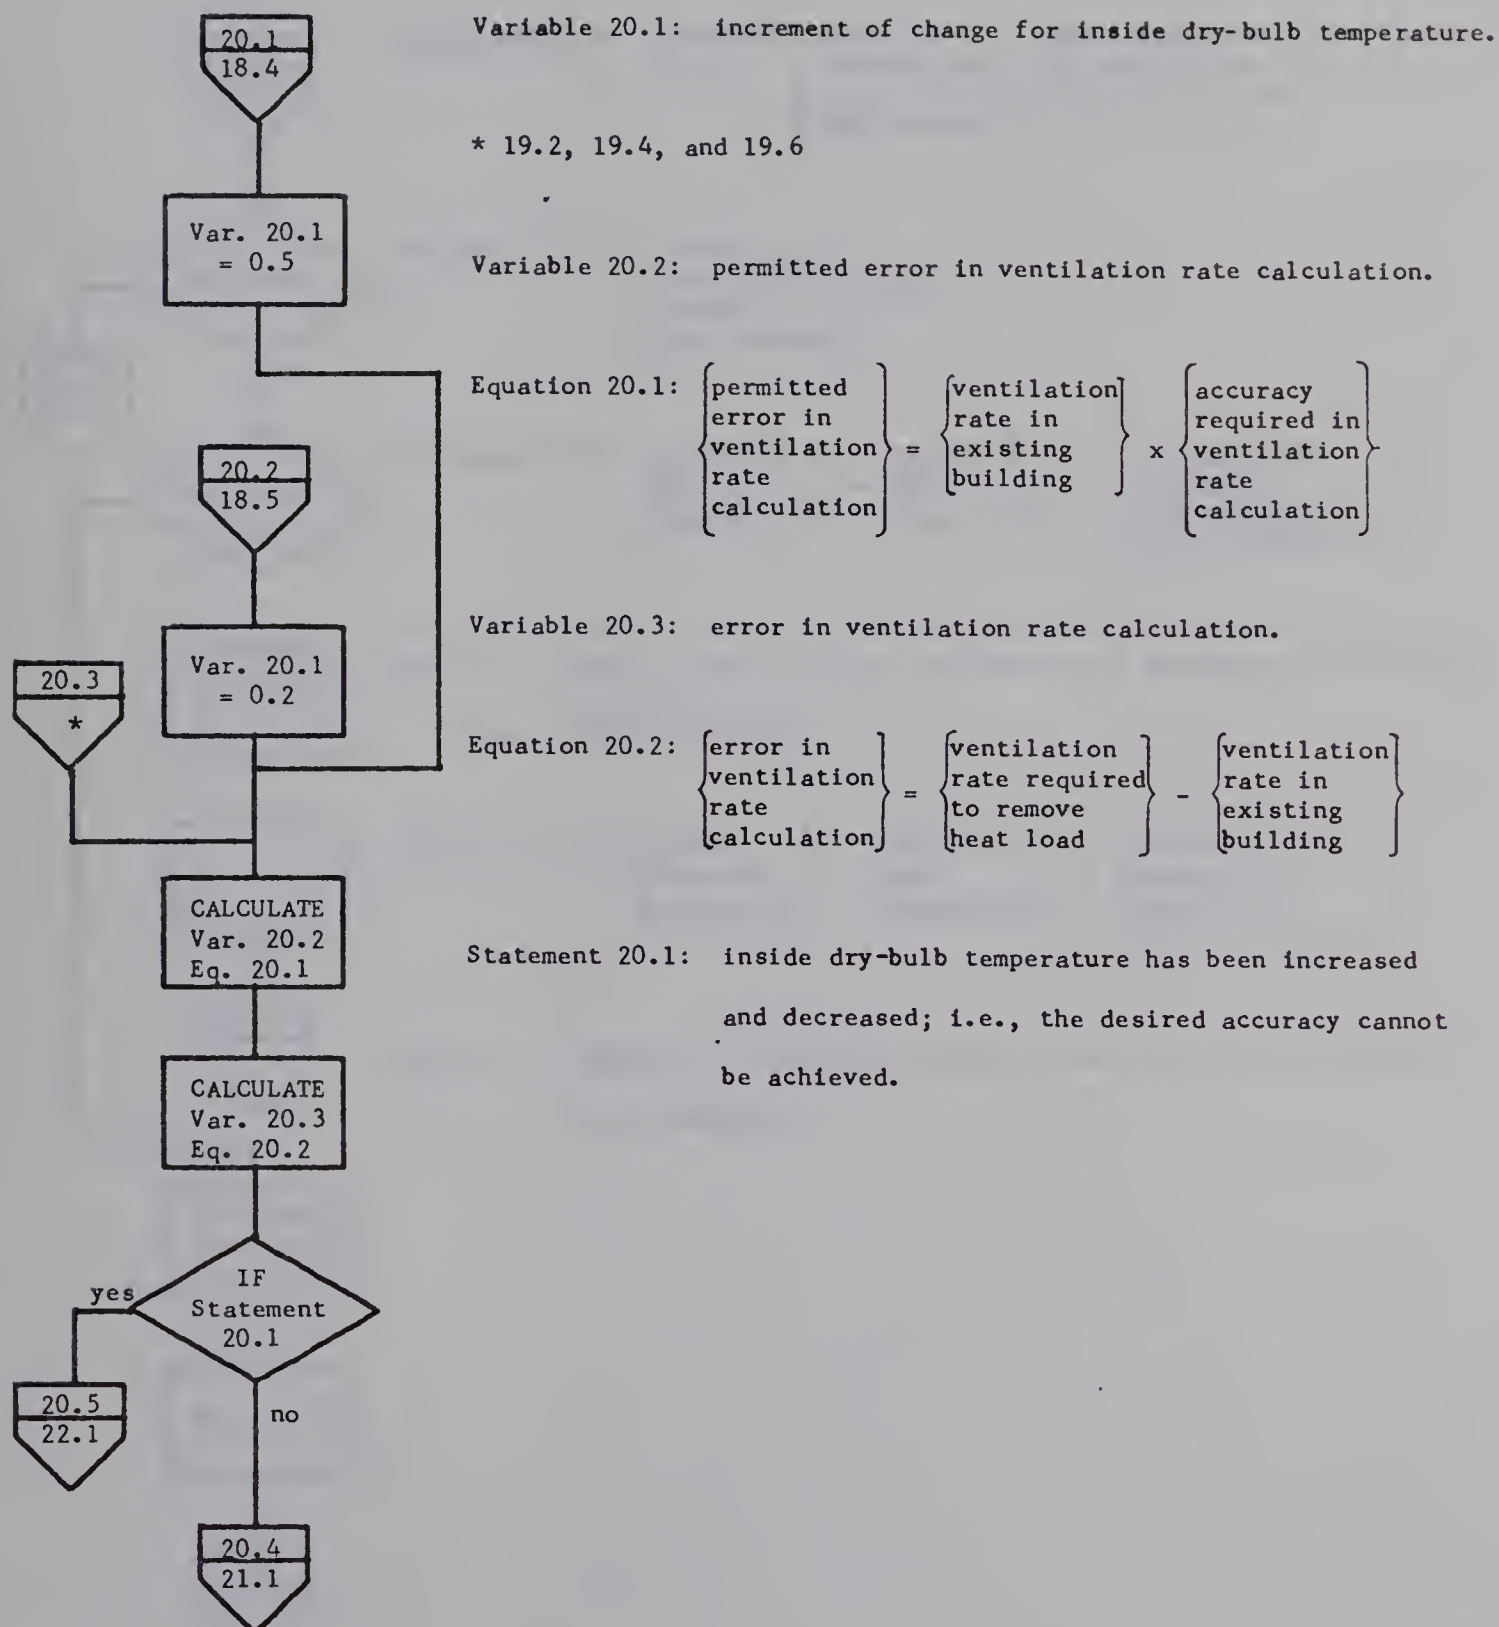 20.1
18.4
Variable 20.1: increment of change for inside dry-bulb temperature.
* 19.2, 19.4, and 19.6
Var. 20.1
= 0.5
Variable 20.2: permitted error in ventilation rate calculation.
Equation 20.1: {permitted error in ventilation rate calculation} = {ventilation rate in existing building} x {accuracy required in ventilation rate calculation}
20.2
18.5
Variable 20.3: error in ventilation rate calculation.
Var. 20.1
= 0.2
20.3
*
Equation 20.2: {error in ventilation rate calculation} = {ventilation rate required to remove heat load} - {ventilation rate in existing building}
CALCULATE
Var. 20.2
Eq. 20.1
Statement 20.1: inside dry-bulb temperature has been increased
and decreased; i.e., the desired accuracy cannot
be achieved.
CALCULATE
Var. 20.3
Eq. 20.2
IF
Statement
20.1
yes
20.5
22.1
no
20.4
21.1